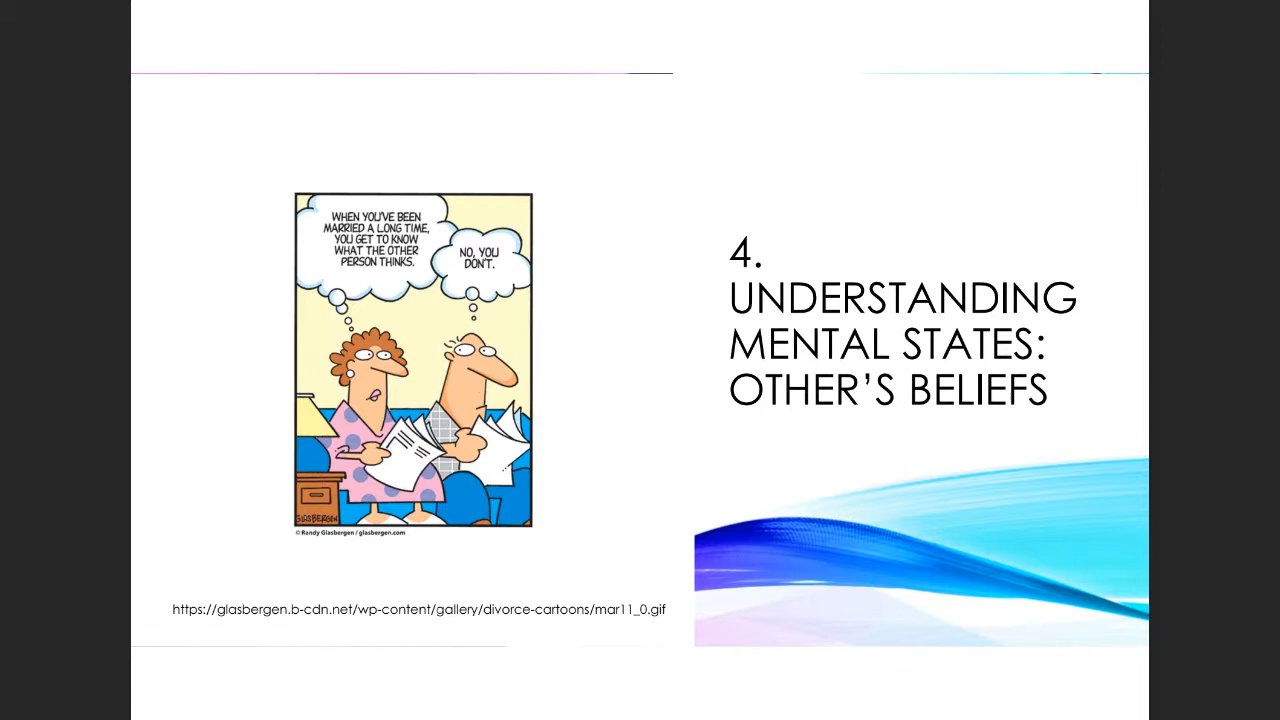 WHEN YOU'VE BEEN
MARRIED A LONG TIME,
YOU GET TO KNOW
WHAT THE OTHER
PERSON THINKS.
NO, YOU
DON'T.
GLASBERGEN
© Randy Glasbergen / glasbergen.com
https://glasbergen.b-cdn.net/wp-content/gallery/divorce-cartoons/mar11_0.gif
4.
UNDERSTANDING
MENTAL STATES:
OTHER’S BELIEFS